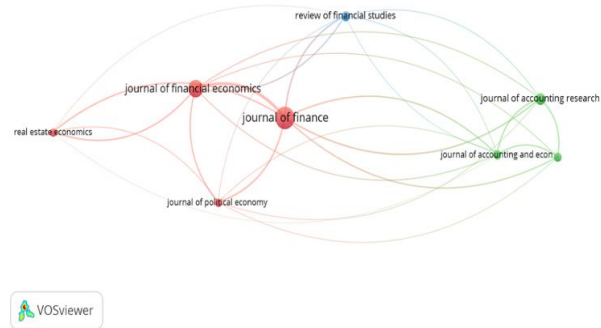 review of financial studies
journal of financial economics
journal of accounting research
journal of finance
real estate economics
journal of accounting and econ
journal of political economy
VOSviewer